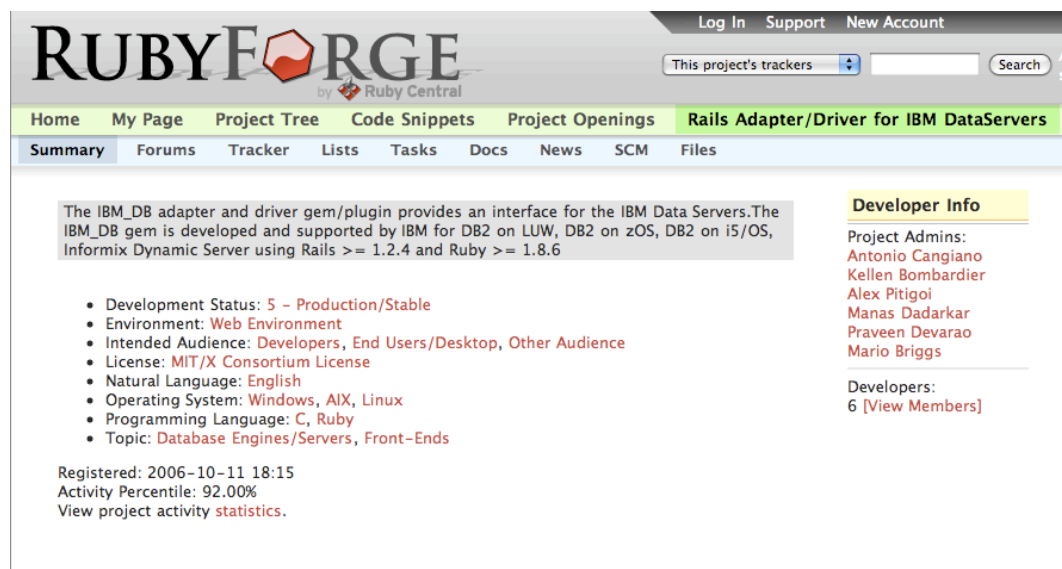 Log In Support New Account
RUBYFORGE
by Ruby Central
This project's trackers Search
Home My Page Project Tree Code Snippets Project Openings Rails Adapter/Driver for IBM DataServers
Summary Forums Tracker Lists Tasks Docs News SCM Files
The IBM_DB adapter and driver gem/plugin provides an interface for the IBM Data Servers.The
IBM_DB gem is developed and supported by IBM for DB2 on LUW, DB2 on zOS, DB2 on i5/OS,
Informix Dynamic Server using Rails >= 1.2.4 and Ruby >= 1.8.6
• Development Status: 5 - Production/Stable
• Environment: Web Environment
• Intended Audience: Developers, End Users/Desktop, Other Audience
• License: MIT/X Consortium License
• Natural Language: English
• Operating System: Windows, AIX, Linux
• Programming Language: C, Ruby
• Topic: Database Engines/Servers, Front-Ends
Registered: 2006-10-11 18:15
Activity Percentile: 92.00%
View project activity statistics.
Developer Info
Project Admins:
Antonio Cangiano
Kellen Bombardier
Alex Pitigoi
Manas Dadarkar
Praveen Devarao
Mario Briggs
Developers:
6 [View Members]